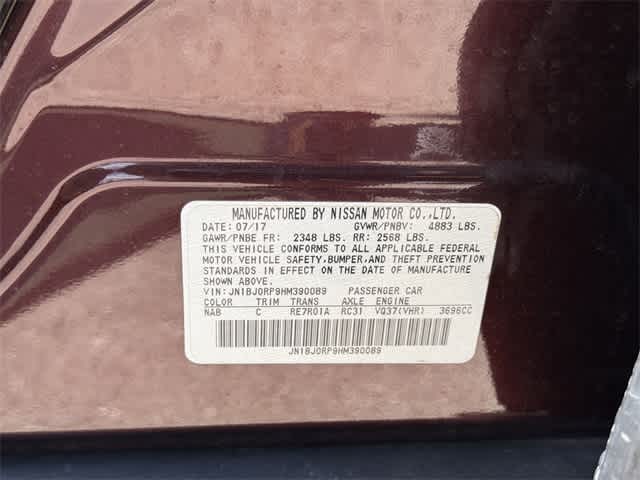 MANUFACTURED BY NISSAN MOTOR CO.,LTD.
DATE: 07/17 GVWR/PNBV: 4883 LBS.
GAWR/PNBE FR: 2348 LBS. RR: 2568 LBS.
THIS VEHICLE CONFORMS TO ALL APPLICABLE FEDERAL
MOTOR VEHICLE SAFETY,BUMPER,AND THEFT PREVENTION
STANDARDS IN EFFECT ON THE DATE OF MANUFACTURE
SHOWN ABOVE.
VIN: JN1BJ0RP9HM390089 PASSENGER CAR
COLOR TRIM TRANS AXLE ENGINE
NAB C RE7R01A RC31 VQ37(VHR) 3696CC
JN1BJ0RP9HM390089